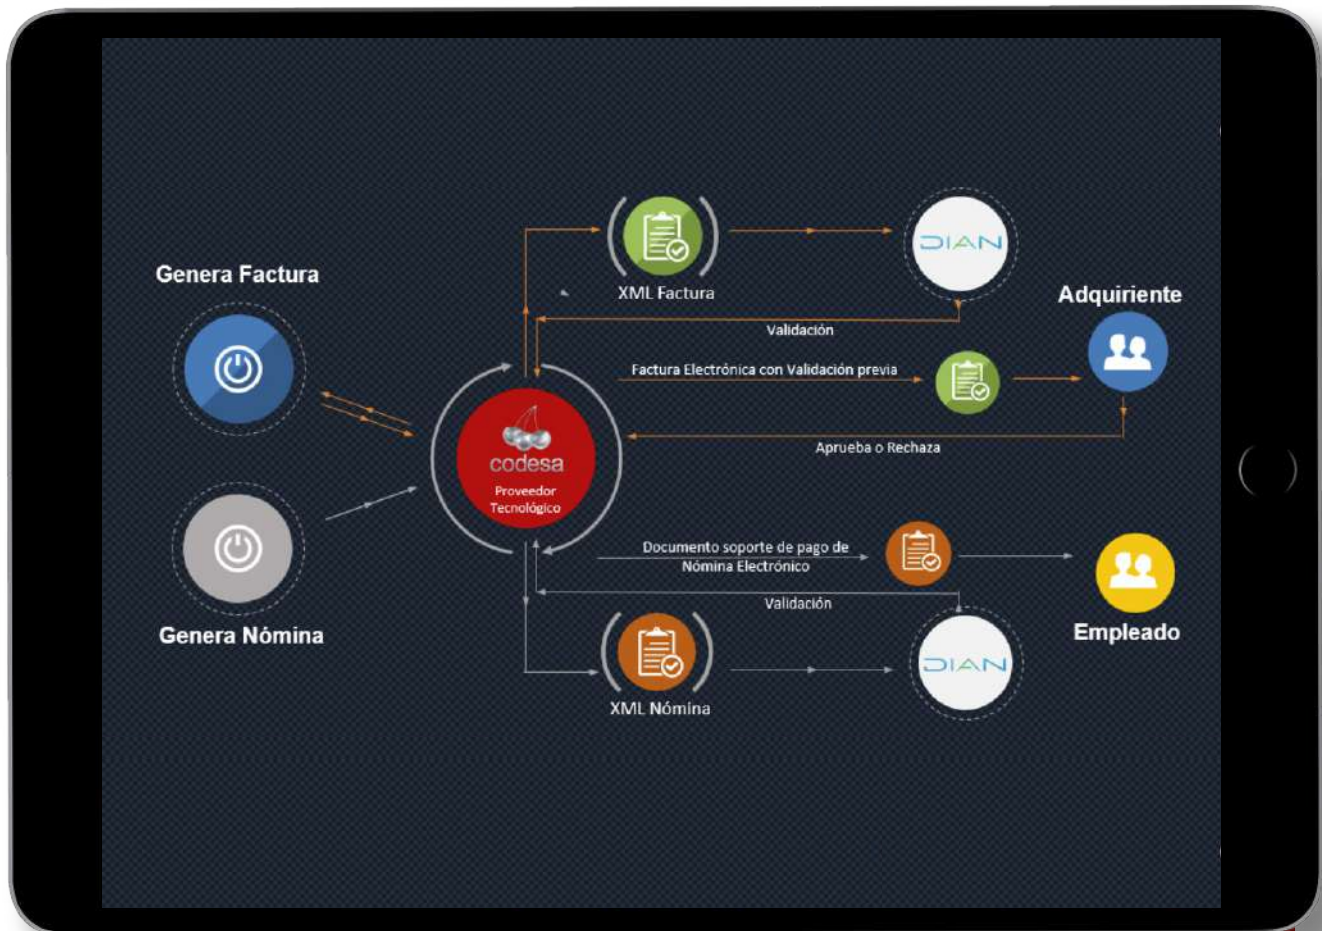 Genera Factura
XML Factura
DIAN
Adquiriente
Validación
Factura Electrónica con Validación previa
Aprueba o Rechaza
codesa
Proveedor
Tecnológico
Documento soporte de pago de
Nómina Electrónico
Validación
Genera Nómina
XML Nómina
DIAN
Empleado